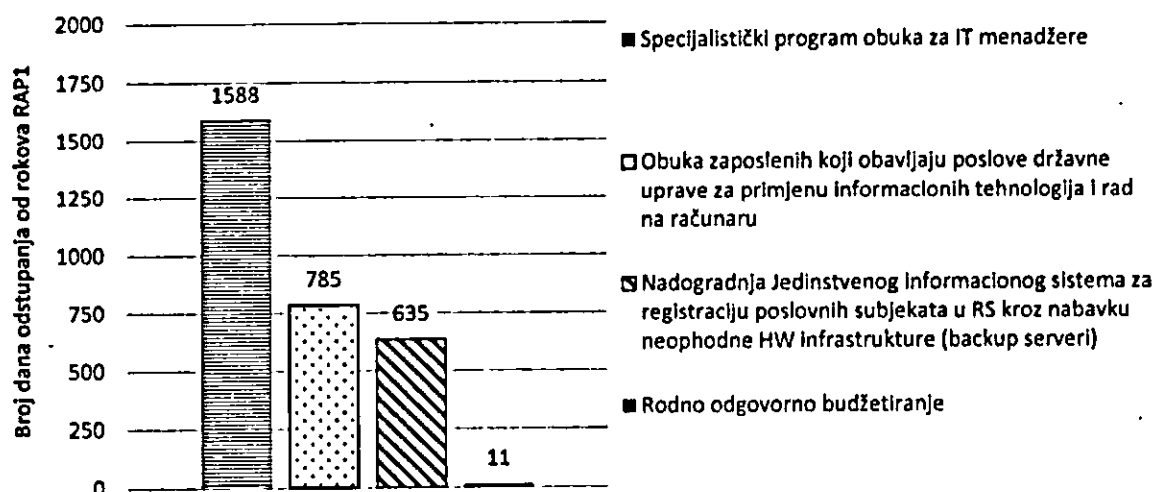 Broj dana odstupanja od rokova RAP1
2000
1750
1500
1250
1000
750
500
250
0
1588
785
635
11
Specijalistički program obuka za IT menadžere
Obuka zaposlenih koji obavljaju poslove državne
uprave za primjenu informacionih tehnologija i rad
na računaru
Nadogradnja Jedinstvenog informacionog sistema za
registraciju poslovnih subjekata u RS kroz nabavku
neophodne HW infrastrukture (backup serveri)
Rodno odgovorno budžetiranje